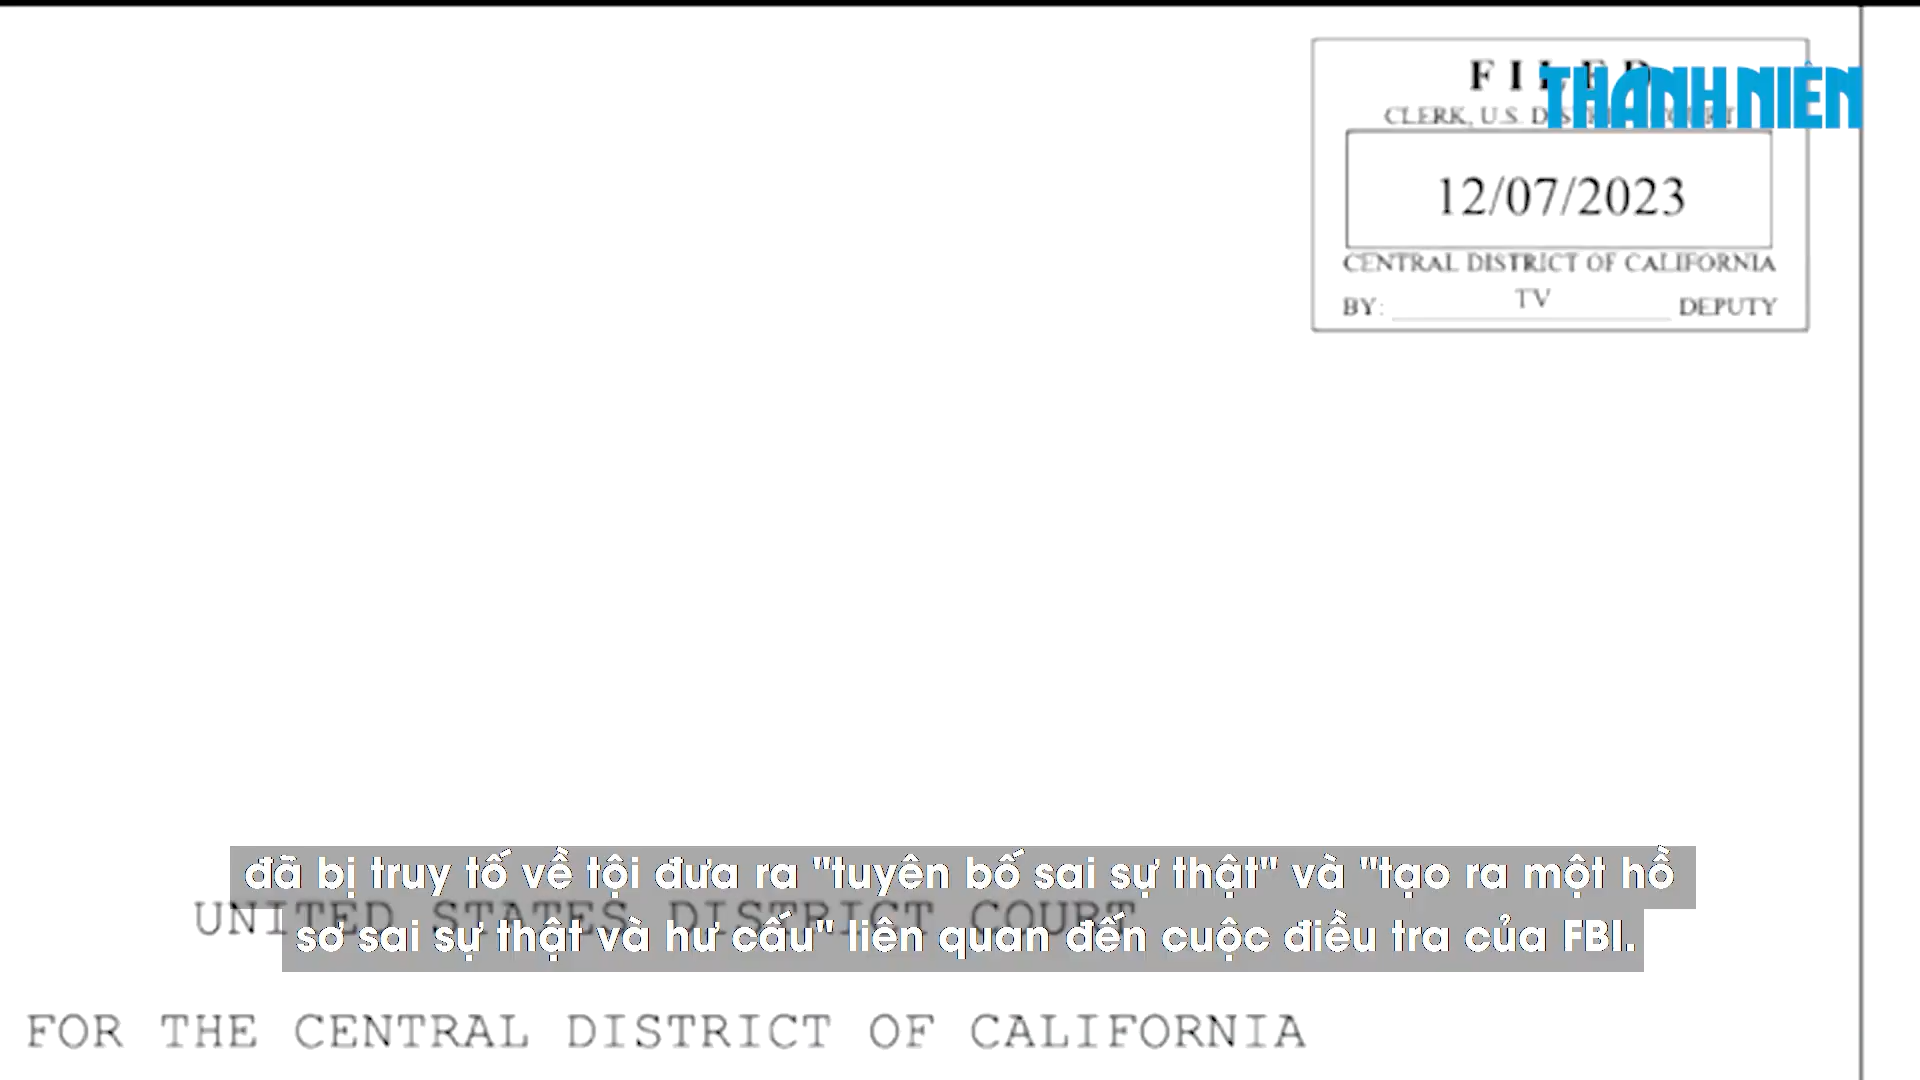 FILED
THANH NIÊN
CLERK, U.S. DISTRICT COURT
12/07/2023
CENTRAL DISTRICT OF CALIFORNIA
BY: TV DEPUTY
đã bị truy tố về tội đưa ra "tuyên bố sai sự thật" và "tạo ra một hồ
UNITED STATES DISTRICT COURT
sơ sai sự thật và hư cấu" liên quan đến cuộc điều tra của FBI.
FOR THE CENTRAL DISTRICT OF CALIFORNIA